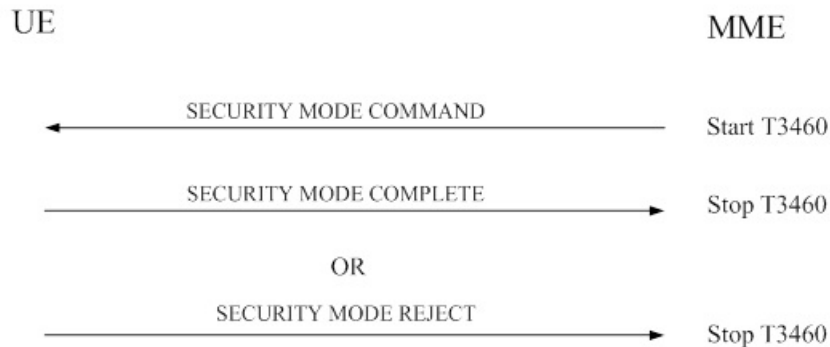 UE
MME
SECURITY MODE COMMAND
Start T3460
SECURITY MODE COMPLETE
Stop T3460
OR
SECURITY MODE REJECT
Stop T3460